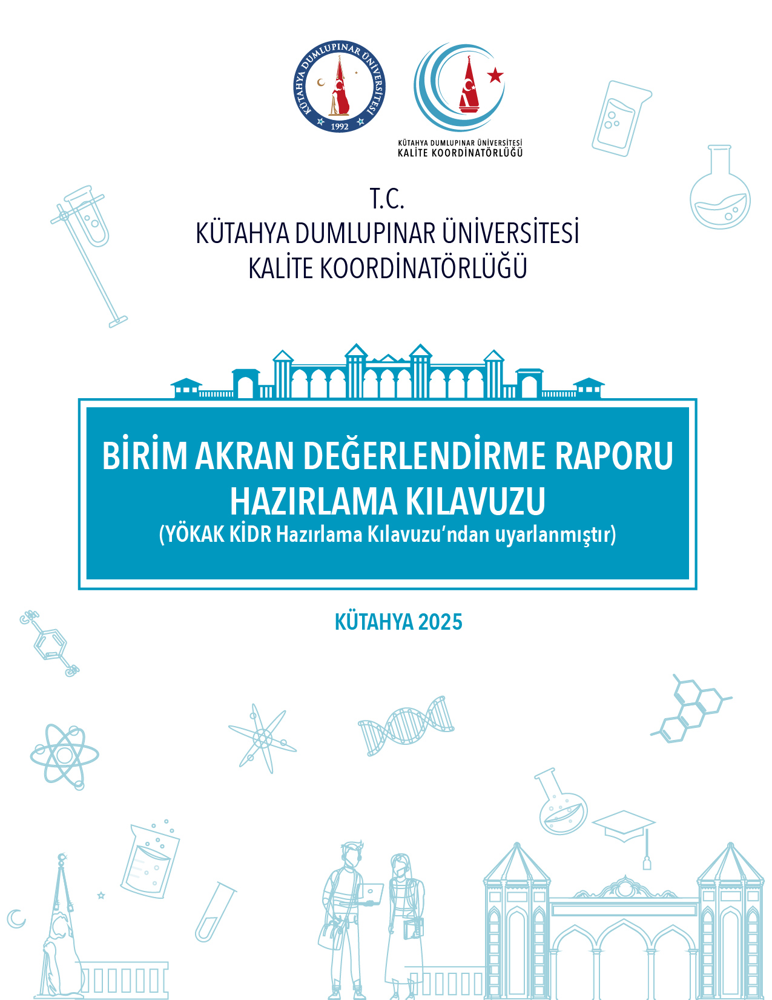 KÜTAHYA DUMLUPINAR ÜNİVERSİTESİ
1992
KÜTAHYA DUMLUPINAR ÜNİVERSİTESİ
KALİTE KOORDİNATÖRLÜĞÜ
T.C.
KÜTAHYA DUMLUPINAR ÜNİVERSİTESİ
KALİTE KOORDİNATÖRLÜĞÜ
BİRİM AKRAN DEĞERLENDİRME RAPORU
HAZIRLAMA KILAVUZU
(YÖKAK KİDR Hazırlama Kılavuzu’ndan uyarlanmıştır)
KÜTAHYA 2025